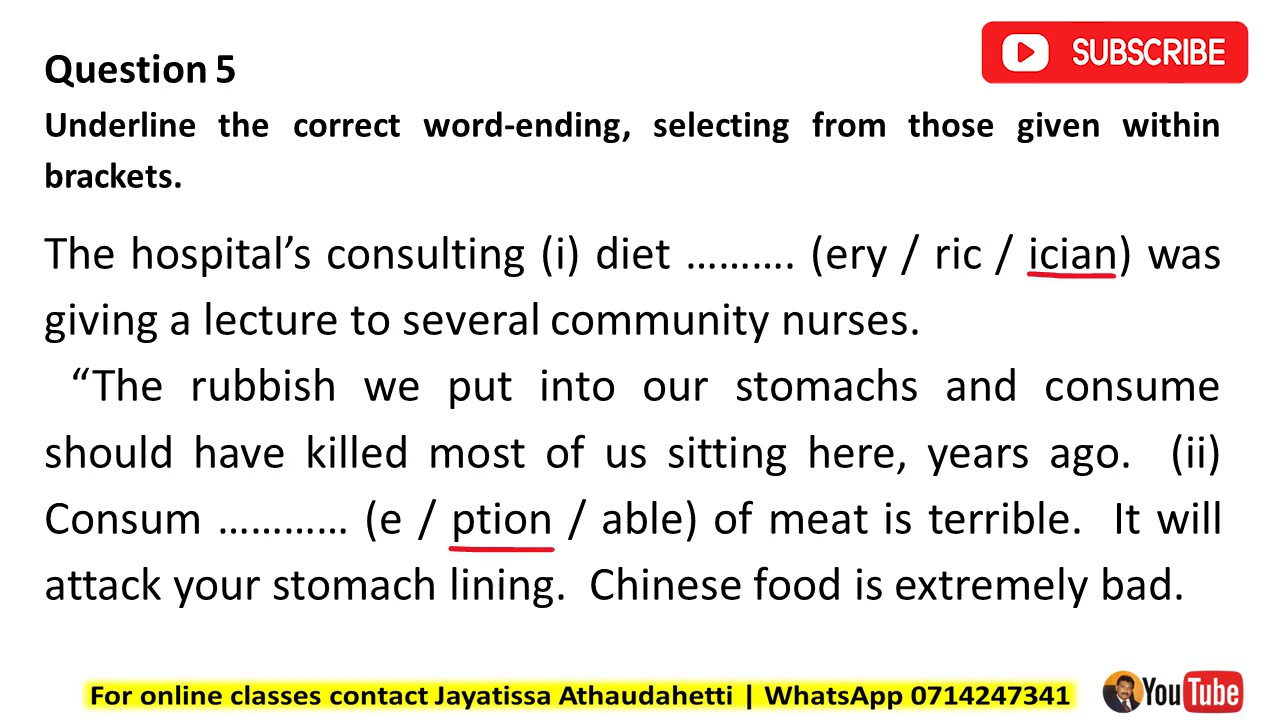 SUBSCRIBE
Question 5
Underline the correct word-ending, selecting from those given within
brackets.
The hospital’s consulting (i) diet ………. (ery / ric / ician) was
giving a lecture to several community nurses.
“The rubbish we put into our stomachs and consume
should have killed most of us sitting here, years ago. (ii)
Consum ………… (e / ption / able) of meat is terrible. It will
attack your stomach lining. Chinese food is extremely bad.
For online classes contact Jayatissa Athaudahetti | WhatsApp 0714247341
YouTube